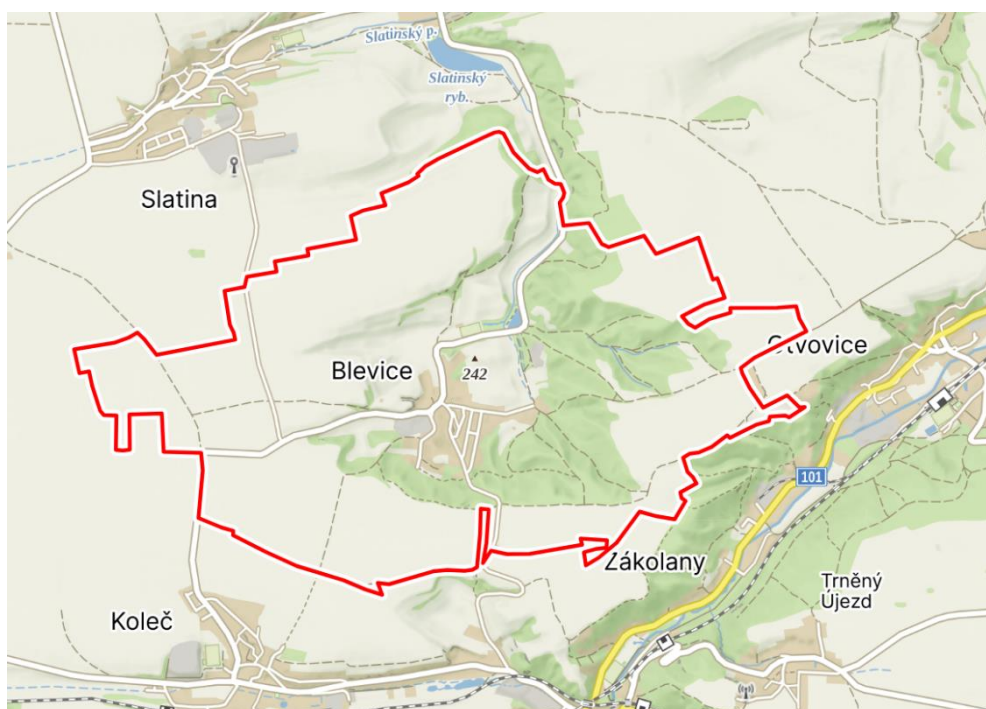 Slatinský p.
Slatinský
ryb.
Slatina
Otvovice
Blevice
242
101
Zákolany
Trněný
Újezd
Koleč